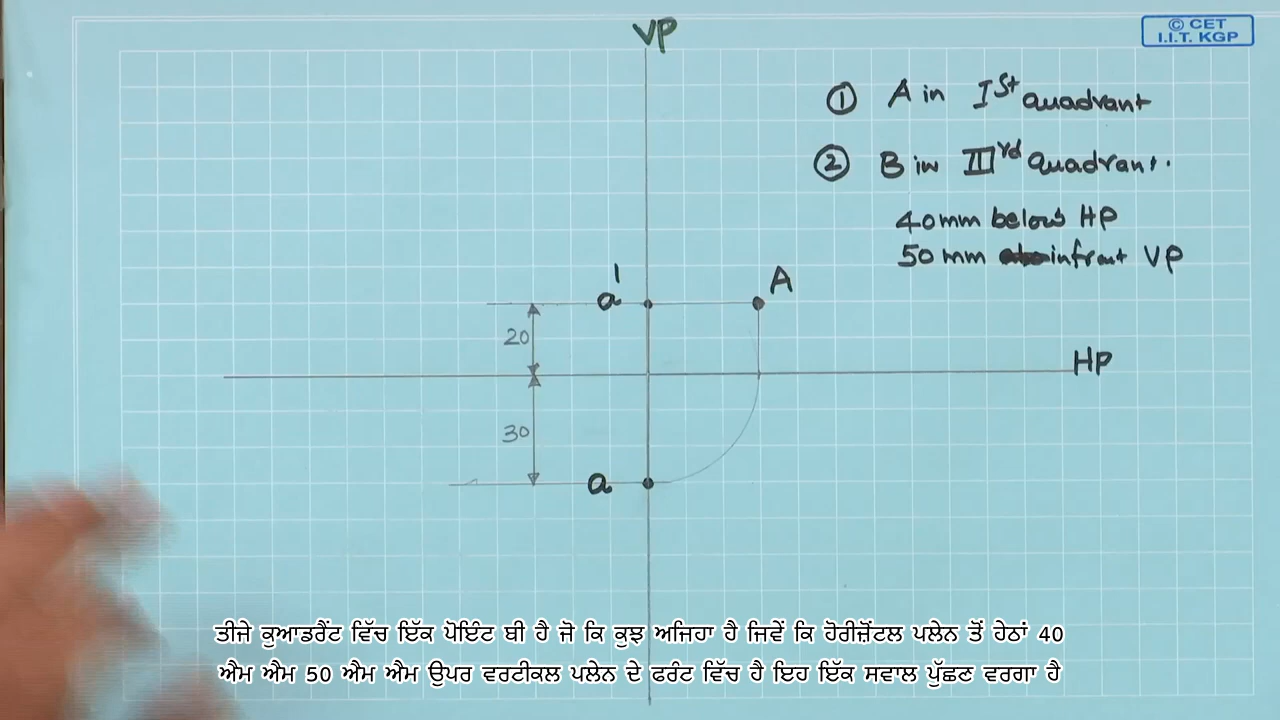 VP
© CET
I.I.T. KGP
① A in Ist quadrant
② B in IIIrd quadrant.
40mm below HP
50mm infront VP
a' A
20
HP
30
a
ਤੀਜੇ ਕੁਆਡਰੈਂਟ ਵਿੱਚ ਇੱਕ ਪੋਇੰਟ ਬੀ ਹੈ ਜੋ ਕਿ ਕੁਝ ਅਜਿਹਾ ਹੈ ਜਿਵੇਂ ਕਿ ਹੋਰੀਜ਼ੋਂਟਲ ਪਲੇਨ ਤੋਂ ਹੇਠਾਂ 40
ਐਮ ਐਮ 50 ਐਮ ਐਮ ਉਪਰ ਵਰਟੀਕਲ ਪਲੇਨ ਦੇ ਫਰੰਟ ਵਿੱਚ ਹੈ ਇਹ ਇੱਕ ਸਵਾਲ ਪੁੱਛਣ ਵਰਗਾ ਹੈ